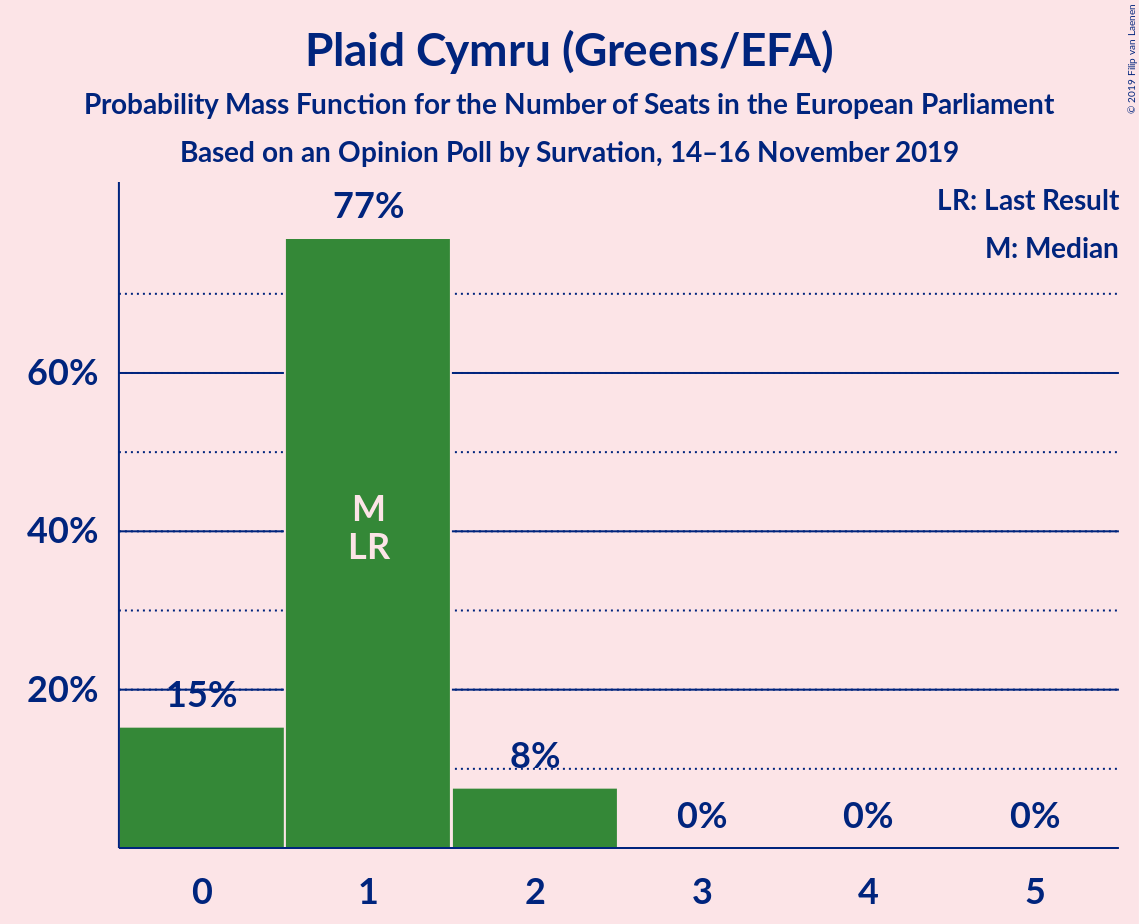 Plaid Cymru (Greens/EFA)
Probability Mass Function for the Number of Seats in the European Parliament
Based on an Opinion Poll by Survation, 14–16 November 2019
© 2019 Filip van Laenen
LR: Last Result
M: Median
77%
60%
M
40%
LR
20%
15%
8%
0%
0%
0%
0
1
2
3
4
5